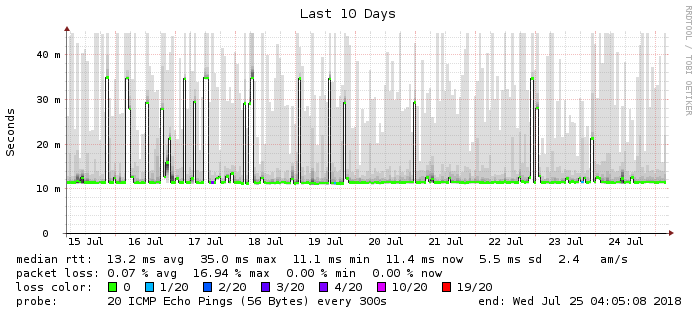 Last 10 Days
RRDTOOL / TOBI OETIKER
Seconds
40 m
30 m
20 m
10 m
0
15 Jul 16 Jul 17 Jul 18 Jul 19 Jul 20 Jul 21 Jul 22 Jul 23 Jul 24 Jul
median rtt: 13.2 ms avg 35.0 ms max 11.1 ms min 11.4 ms now 5.5 ms sd 2.4 am/s
packet loss: 0.07 % avg 16.94 % max 0.00 % min 0.00 % now
loss color: 0 1/20 2/20 3/20 4/20 10/20 19/20
probe: 20 ICMP Echo Pings (56 Bytes) every 300s end: Wed Jul 25 04:05:08 2018